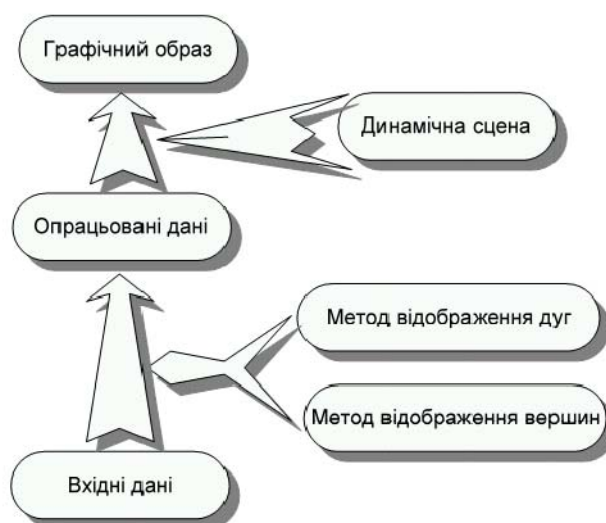 Графічний образ
Динамічна сцена
Опрацьовані дані
Метод відображення дуг
Метод відображення вершин
Вхідні дані